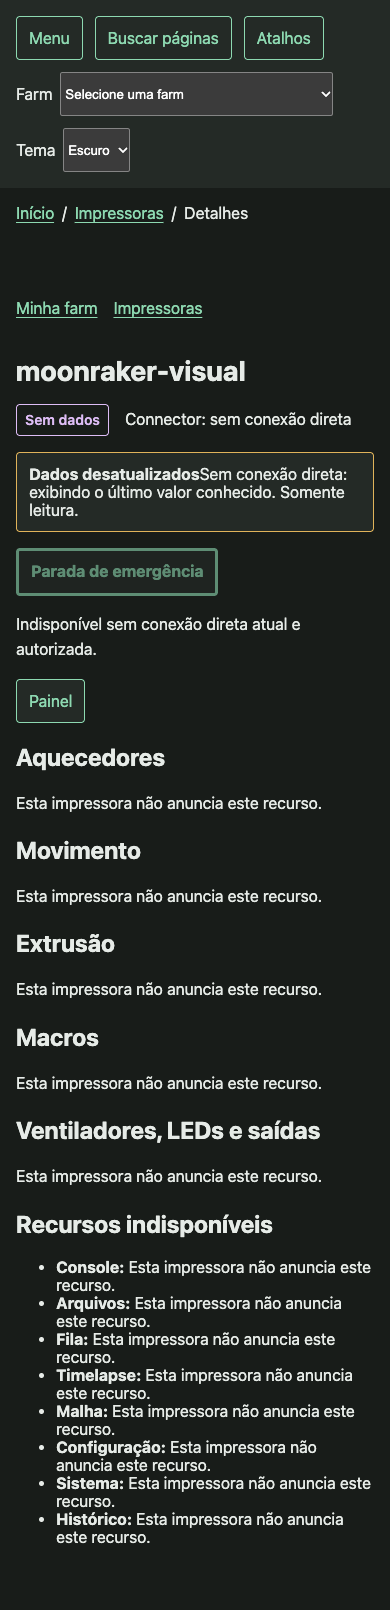 Menu
Buscar páginas
Atalhos
Farm
Selecione uma farm
Tema
Escuro
Início / Impressoras / Detalhes
Minha farm
Impressoras
moonraker-visual
Sem dados
Connector: sem conexão direta
Dados desatualizadosSem conexão direta:
exibindo o último valor conhecido. Somente
leitura.
Parada de emergência
Indisponível sem conexão direta atual e
autorizada.
Painel
Aquecedores
Esta impressora não anuncia este recurso.
Movimento
Esta impressora não anuncia este recurso.
Extrusão
Esta impressora não anuncia este recurso.
Macros
Esta impressora não anuncia este recurso.
Ventiladores, LEDs e saídas
Esta impressora não anuncia este recurso.
Recursos indisponíveis
• Console: Esta impressora não anuncia este
recurso.
• Arquivos: Esta impressora não anuncia
este recurso.
• Fila: Esta impressora não anuncia este
recurso.
• Timelapse: Esta impressora não anuncia
este recurso.
• Malha: Esta impressora não anuncia este
recurso.
• Configuração: Esta impressora não
anuncia este recurso.
• Sistema: Esta impressora não anuncia este
recurso.
• Histórico: Esta impressora não anuncia
este recurso.